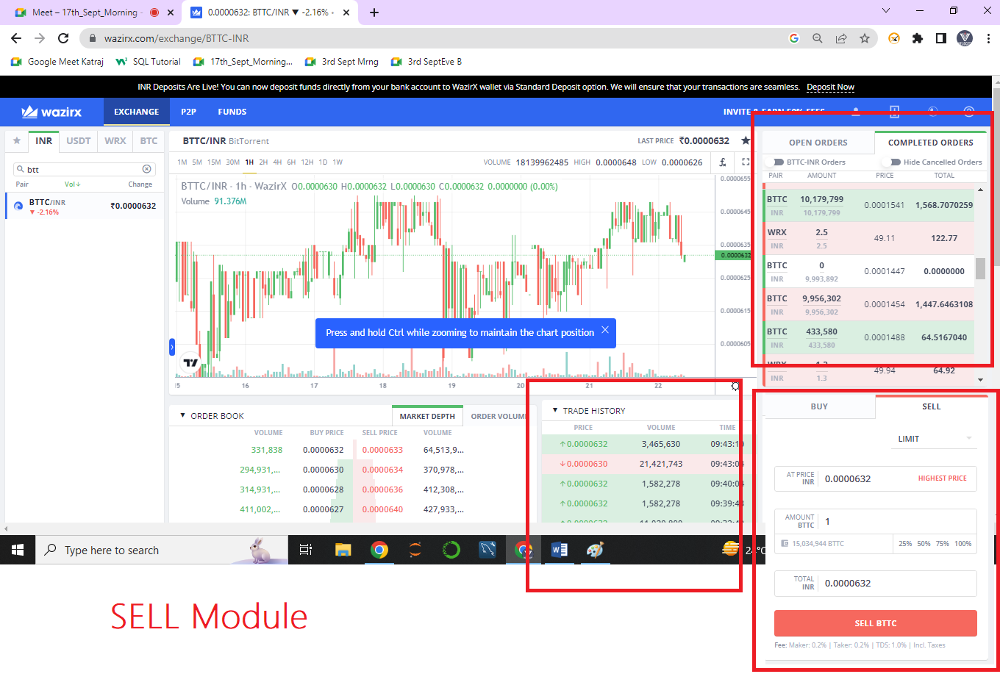 Meet – 17th_Sept_Morning -
0.0000632: BTTC/INR ▼ -2.16% •
wazirx.com/exchange/BTTC-INR
Google Meet Katraj
SQL Tutorial
17th_Sept_Morning...
3rd Sept Mrng
3rd SeptEve B
INR Deposits Are Live! You can now deposit funds directly from your bank account to WazirX wallet via Standard Deposit option. We will ensure that your transactions are seamless. Deposit Now
wazirx
EXCHANGE
P2P
FUNDS
INVITE & EARN 50% FEES
INR USDT WRX BTC
btt
Pair Vol↓ Change
BTTC/INR ₹0.0000632
▼ -2.16%
BTTC/INR BitTorrent
LAST PRICE ₹0.0000632
1M 5M 15M 30M 1H 2H 4H 6H 12H 1D 1W
VOLUME 18139962485 HIGH 0.0000648 LOW 0.0000626
BTTC/INR · 1h · WazirX O0.0000630 H0.0000632 L0.0000630 C0.0000632 0.0000000 (0.00%)
Volume 91.376M
0.0000655
0.0000645
0.0000635
0.0000632
0.0000625
0.0000615
0.0000605
Press and hold Ctrl while zooming to maintain the chart position
15 16 17 18 19 20 21 22
OPEN ORDERS COMPLETED ORDERS
BTTC-INR Orders Hide Cancelled Orders
PAIR AMOUNT PRICE TOTAL
BTTC 10,179,799 0.0001541 1,568.7070259
INR 10,179,799
WRX 2.5 49.11 122.77
INR 2.5
BTTC 0 0.0001447 0.0000000
INR 9,993,892
BTTC 9,956,302 0.0001454 1,447.6463108
INR 9,956,302
BTTC 433,580 0.0001488 64.5167040
INR 433,580
WRX 1.3 49.94 64.92
INR 1.3
▼ ORDER BOOK
MARKET DEPTH ORDER VOLUM
VOLUME BUY PRICE SELL PRICE VOLUME
331,838 0.0000632 0.0000633 64,513,9...
294,931,... 0.0000630 0.0000634 370,978,...
314,931,... 0.0000628 0.0000636 412,308,...
411,002,... 0.0000627 0.0000640 427,933,...
▼ TRADE HISTORY
PRICE VOLUME TIME
↑0.0000632 3,465,630 09:43:1
↓0.0000630 21,421,743 09:43:0
↑0.0000632 1,582,278 09:40:0
↑0.0000632 1,582,278 09:39:4
BUY SELL
LIMIT
AT PRICE INR 0.0000632 HIGHEST PRICE
AMOUNT BTTC 1
15,034,944 BTTC 25% 50% 75% 100%
TOTAL INR 0.0000632
SELL BTTC
Fee: Maker: 0.2% | Taker: 0.2% | TDS: 1.0% | Incl. Taxes
Type here to search
24°C
SELL Module